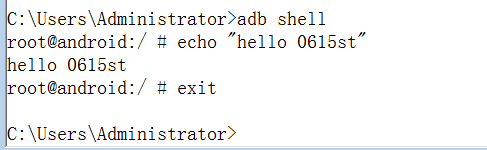 C:\Users\Administrator>adb shell
root@android:/ # echo "hello 0615st"
hello 0615st
root@android:/ # exit
C:\Users\Administrator>